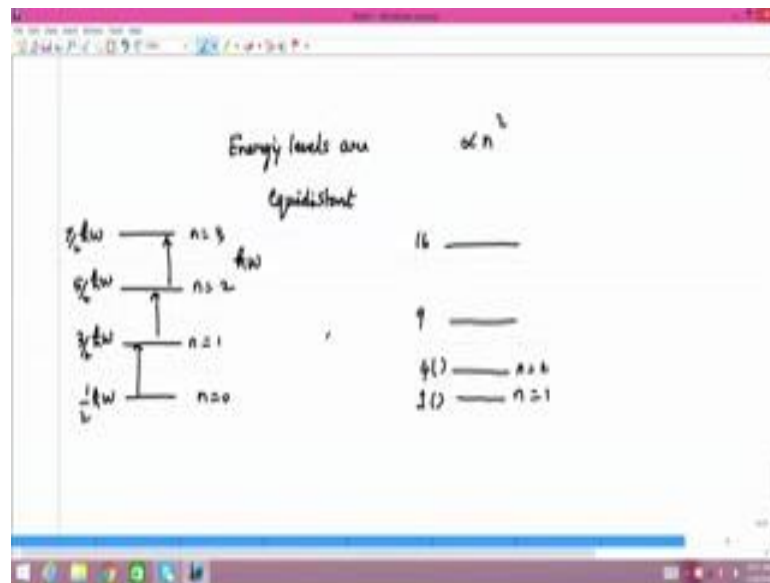 Energy levels are
Equidistant
∝ n²
7/2 ħω n=3
ħω
5/2 ħω n=2
3/2 ħω n=1
1/2 ħω n=0
16
9
4()
1() n=1